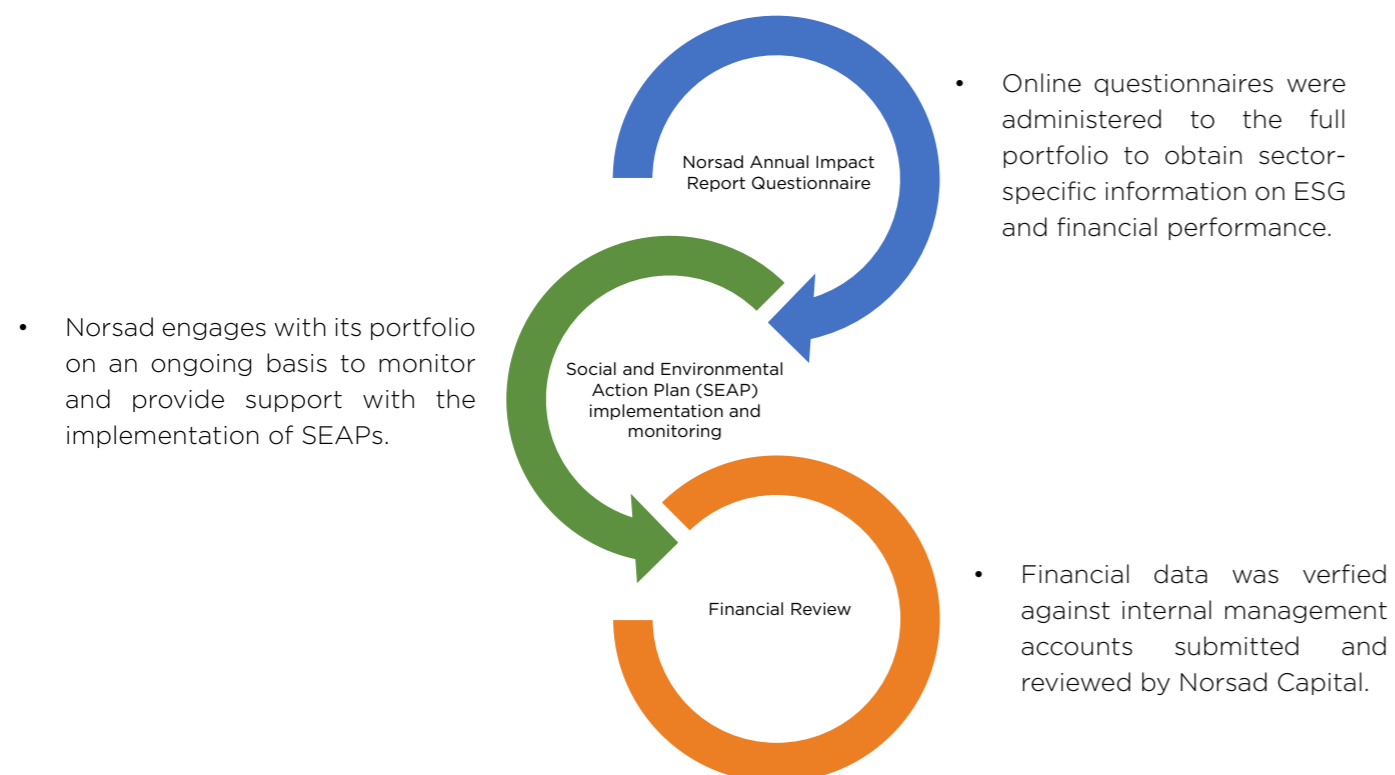 Norsad Annual Impact
Report Questionnaire
• Online questionnaires were
administered to the full
portfolio to obtain sector-
specific information on ESG
and financial performance.
• Norsad engages with its portfolio
on an ongoing basis to monitor
and provide support with the
implementation of SEAPs.
Social and Environmental
Action Plan (SEAP)
implementation and
monitoring
Financial Review
• Financial data was verfied
against internal management
accounts submitted and
reviewed by Norsad Capital.